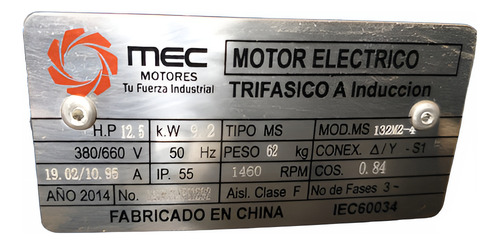 mec
MOTORES
Tu Fuerza Industrial
MOTOR ELECTRICO
TRIFASICO A Induccion
H.P 12.5 k.W 9.2 TIPO MS MOD.MS 132M2-4
380/660 V 50 Hz PESO 62 kg CONEX. Δ/Y - S1
19.02/10.95 A IP. 55 1460 RPM COS. 0.84
AÑO 2014 No. Aisl. Clase F No de Fases 3~
FABRICADO EN CHINA IEC60034